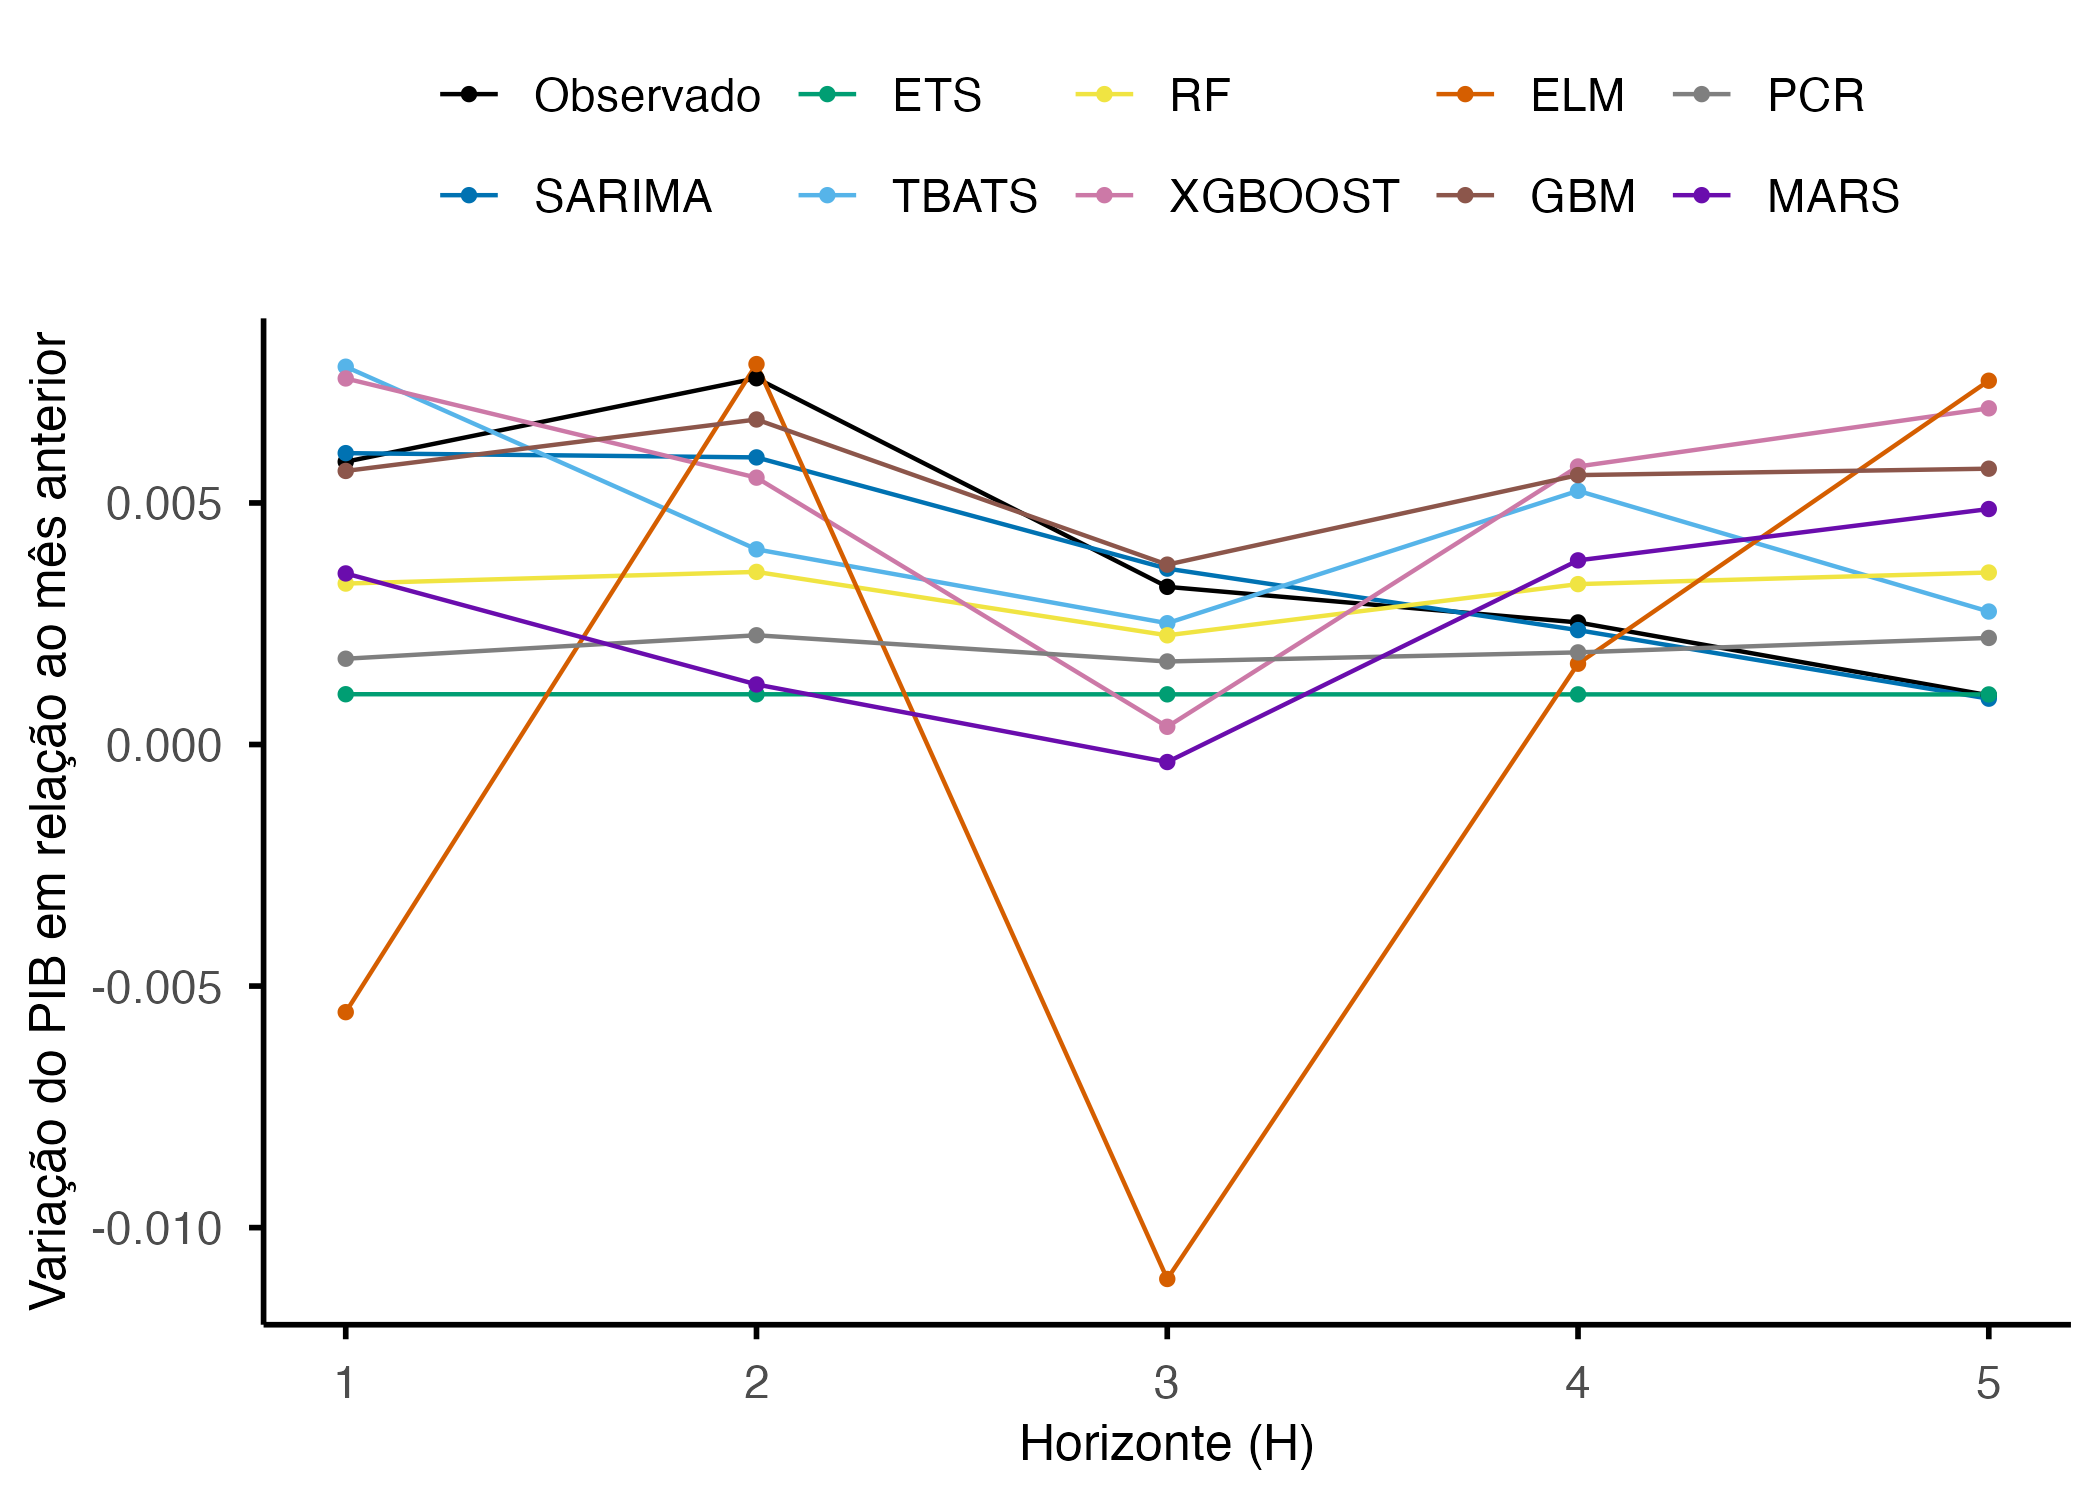 Observado ETS RF ELM PCR
SARIMA TBATS XGBOOST GBM MARS
Variação do PIB em relação ao mês anterior
0.005
0.000
-0.005
-0.010
1 2 3 4 5
Horizonte (H)